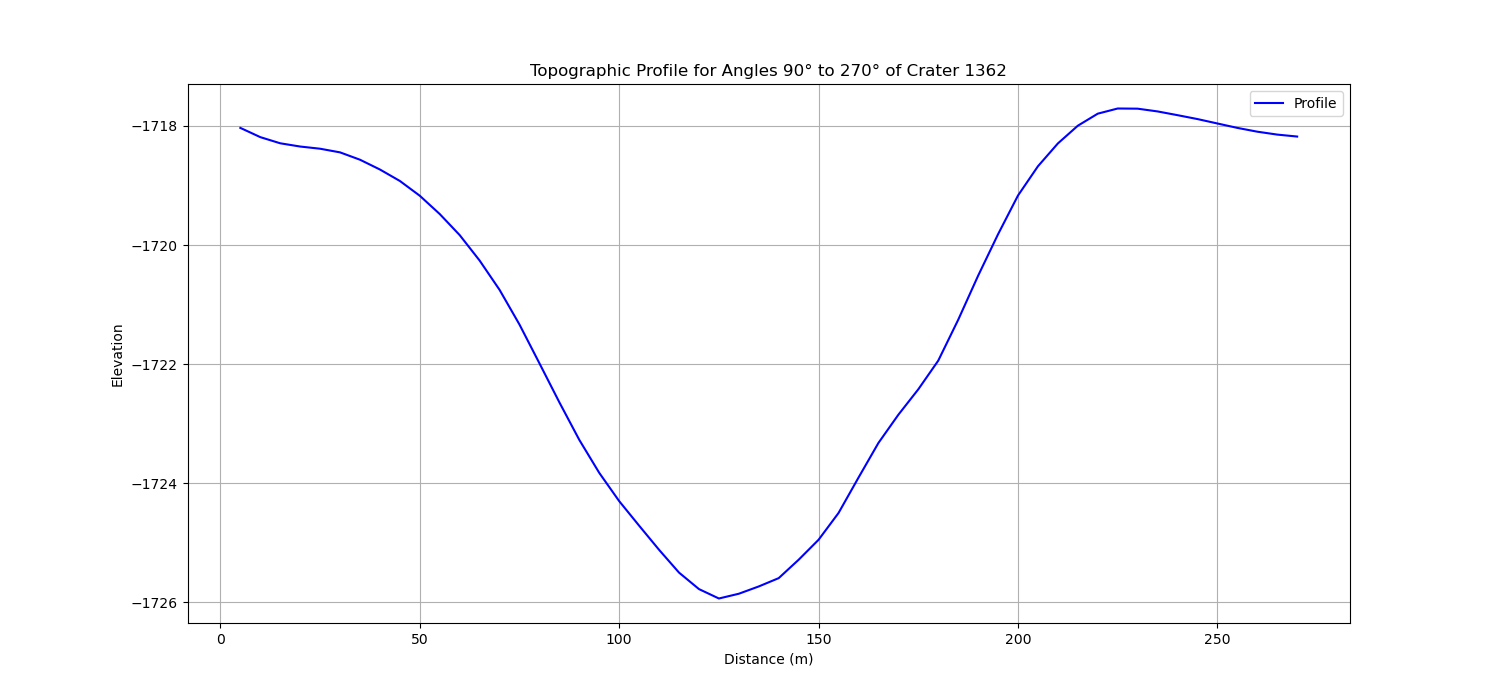 Topographic Profile for Angles 90° to 270° of Crater 1362
Profile
−1718
−1720
−1722
−1724
−1726
Elevation
0 50 100 150 200 250
Distance (m)